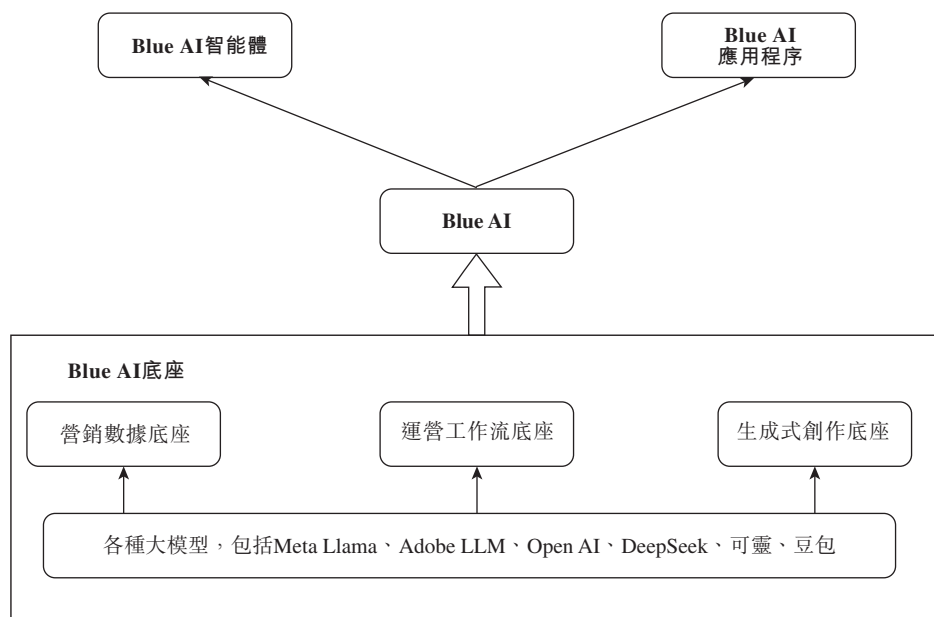 Blue AI智能體
Blue AI
應用程序
Blue AI
Blue AI底座
營銷數據底座
運營工作流底座
生成式創作底座
各種大模型，包括Meta Llama、Adobe LLM、Open AI、DeepSeek、可靈、豆包